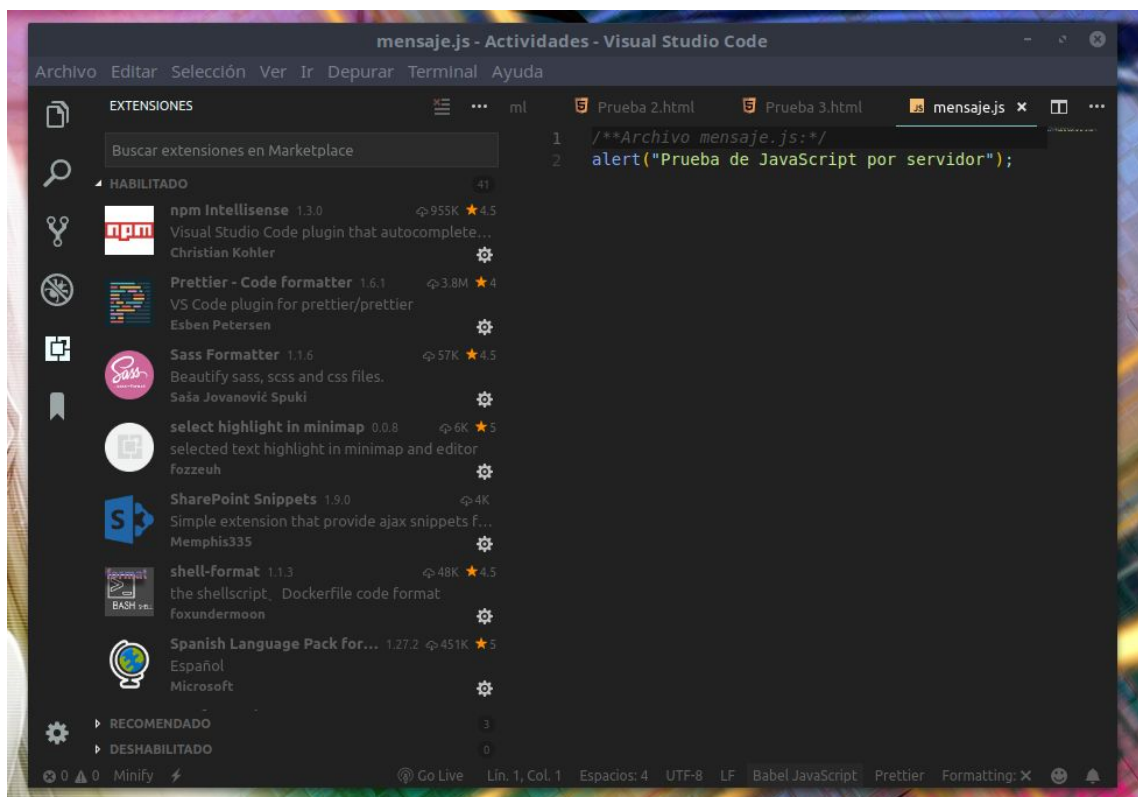 mensaje.js - Actividades - Visual Studio Code
Archivo Editar Selección Ver Ir Depurar Terminal Ayuda
EXTENSIONES
Buscar extensiones en Marketplace
HABILITADO 41
npm Intellisense 1.3.0 955K ★4.5
Visual Studio Code plugin that autocomplete...
Christian Kohler
npm
Prettier - Code formatter 1.6.1 3.8M ★4
VS Code plugin for prettier/prettier
Esben Petersen
Sass Formatter 1.1.6 57K ★4.5
Beautify sass, scss and css files.
Saša Jovanović Spuki
Sass
select highlight in minimap 0.0.8 6K ★5
selected text highlight in minimap and editor
fozzeuh
SharePoint Snippets 1.9.0 4K
Simple extension that provide ajax snippets f...
Memphis335
S
shell-format 1.1.3 48K ★4.5
the shellscript、Dockerfile code format
foxundermoon
format
BASH
Spanish Language Pack for... 1.27.2 451K ★5
Español
Microsoft
RECOMENDADO 3
DESHABILITADO 0
ml Prueba 2.html Prueba 3.html JS mensaje.js ×
1 /**Archivo mensaje.js:*/
2 alert("Prueba de JavaScript por servidor");
0 0 Minify Go Live Lín. 1, Col. 1 Espacios: 4 UTF-8 LF Babel JavaScript Prettier Formatting: ×